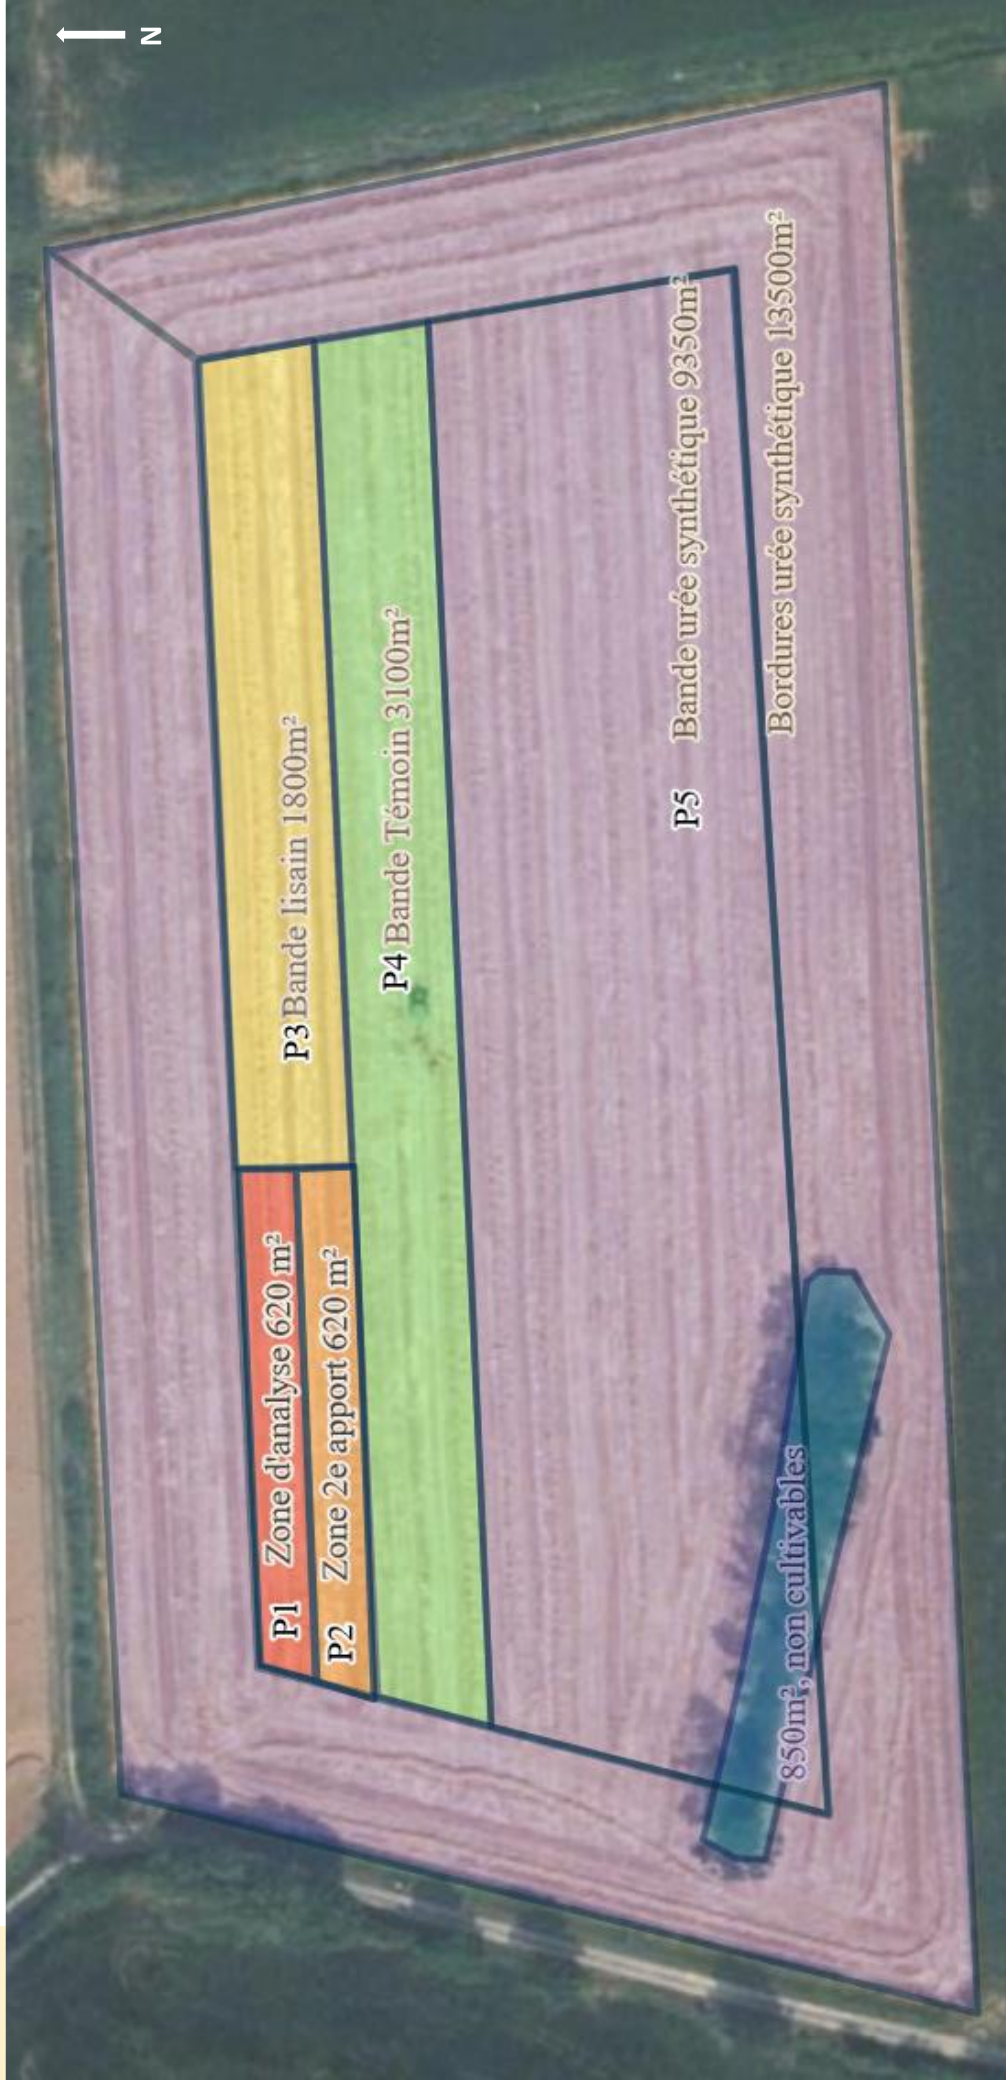 N
P1 Zone d'analyse 620 m²
P2 Zone 2e apport 620 m²
P3 Bande lisain 1800m²
P4 Bande Témoin 3100m²
P5 Bande urée synthétique 9350m²
Bordures urée synthétique 13500m²
850m², non cultivables